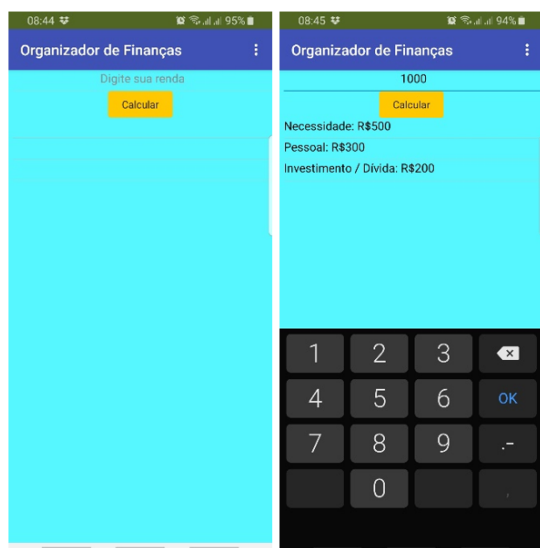 08:44 95%
Organizador de Finanças
Digite sua renda
Calcular
08:45 94%
Organizador de Finanças
1000
Calcular
Necessidade: R$500
Pessoal: R$300
Investimento / Dívida: R$200
1 2 3
4 5 6 OK
7 8 9 .-
0 ,